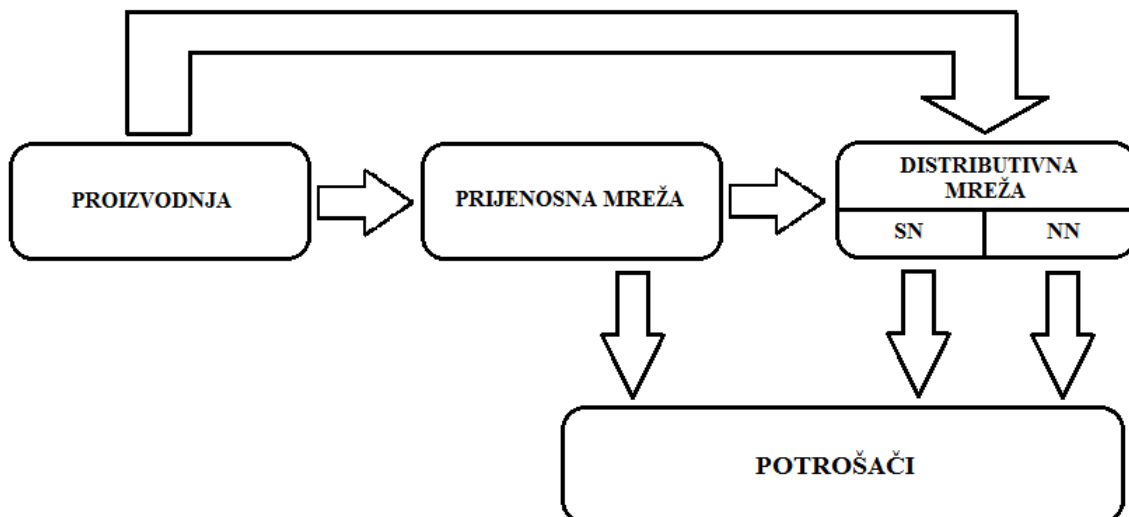 PROIZVODNJA
PRIJENOSNA MREŽA
DISTRIBUTIVNA
MREŽA
SN
NN
POTROŠAČI